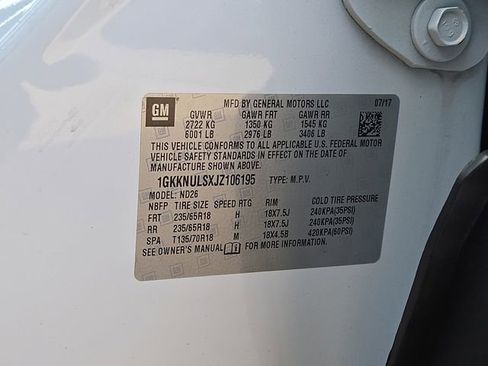 GM
MFD BY GENERAL MOTORS LLC 07/17
GVWR GAWR FRT GAWR RR
2722 KG 1350 KG 1545 KG
6001 LB 2976 LB 3406 LB
THIS VEHICLE CONFORMS TO ALL APPLICABLE U.S. FEDERAL MOTOR
VEHICLE SAFETY STANDARDS IN EFFECT ON THE DATE OF
MANUFACTURE SHOWN ABOVE.
1GKKNULSXJZ106195 TYPE: M.P.V.
MODEL: ND26
NBFP TIRE SIZE SPEED RTG RIM COLD TIRE PRESSURE
FRT 235/65R18 H 18X7.5J 240KPA(35PSI)
RR 235/65R18 H 18X7.5J 240KPA(35PSI)
SPA T135/70R18 M 18X4.5B 420KPA(60PSI)
SEE OWNER'S MANUAL FOR MORE INFORMATION.